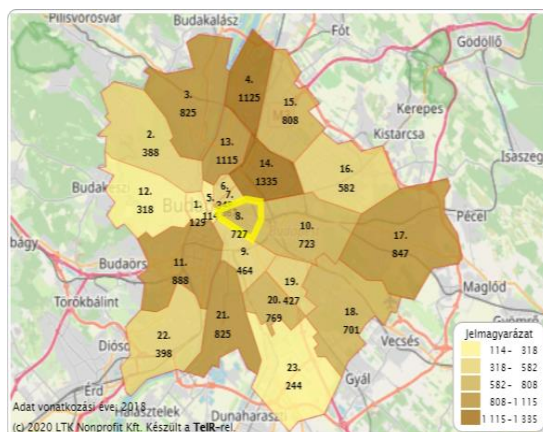 Pilisvörösvár
Budakalász
Fót
Gödöllő
4.
1125
3.
825
15.
808
Kerepes
Kistarcsa
2.
388
13.
1115
14.
1335
Isaszeg
16.
582
12.
318
6.
7.
5.
1.
129
8.
727
Pécel
10.
723
17.
847
9.
464
Budaörs
11.
888
Törökbálint
Maglód
19.
427
20.
769
21.
825
18.
701
Vecsés
22.
398
Diósd
23.
244
Gyál
Érd
Halásztelek
Dunaharaszti
Jelmagyarázat
114 - 318
318 - 582
582 - 808
808 - 1 115
1 115 - 1 335
Adat vonatkozási éve: 2018
(c) 2020 LTK Nonprofit Kft. Készült a TeIR-rel.